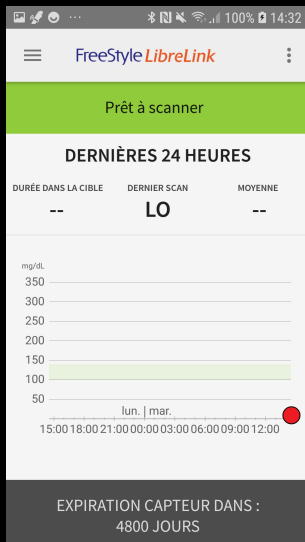 100% 14:32
FreeStyle LibreLink
Prêt à scanner
DERNIÈRES 24 HEURES
DURÉE DANS LA CIBLE DERNIER SCAN MOYENNE
-- LO --
mg/dL
350
300
250
200
150
100
50
lun. | mar.
15:00 18:00 21:00 00:00 03:00 06:00 09:00 12:00
EXPIRATION CAPTEUR DANS :
4800 JOURS